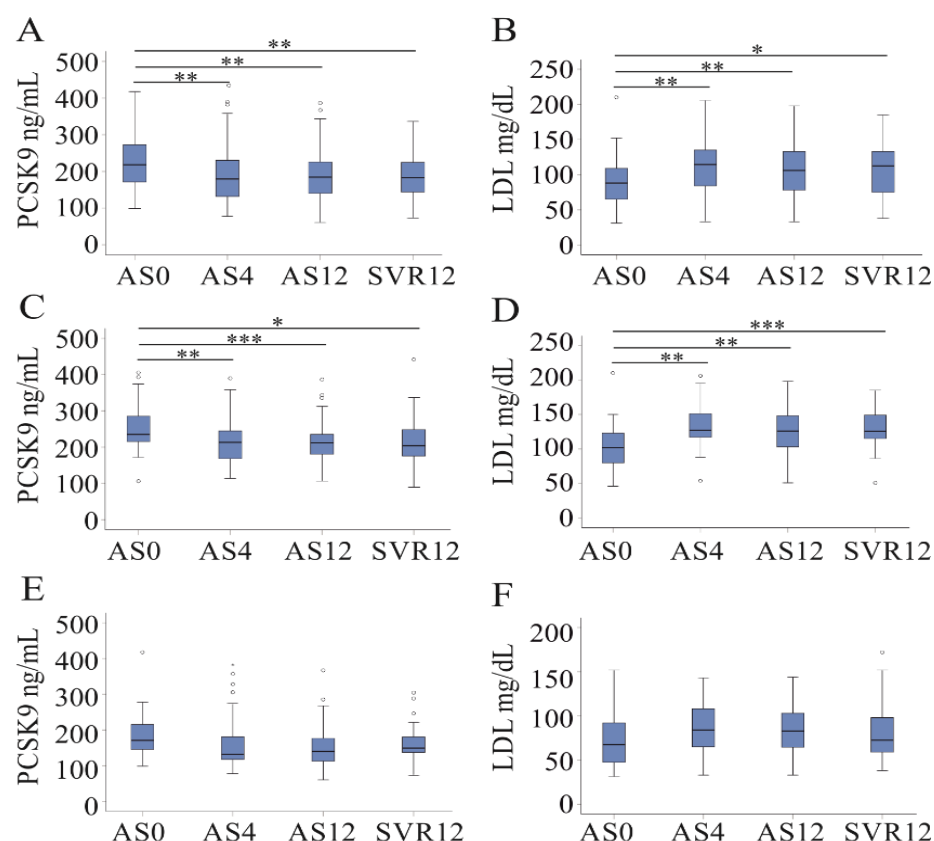 A
PCSK9 ng/mL
500
400
300
200
100
0
**
**
**
AS0 AS4 AS12 SVR12
B
LDL mg/dL
250
200
150
100
50
0
*
**
**
AS0 AS4 AS12 SVR12
C
PCSK9 ng/mL
500
400
300
200
100
0
*
***
**
AS0 AS4 AS12 SVR12
D
LDL mg/dL
250
200
150
100
50
0
***
**
**
AS0 AS4 AS12 SVR12
E
PCSK9 ng/mL
500
400
300
200
100
0
AS0 AS4 AS12 SVR12
F
LDL mg/dL
200
150
100
50
0
AS0 AS4 AS12 SVR12